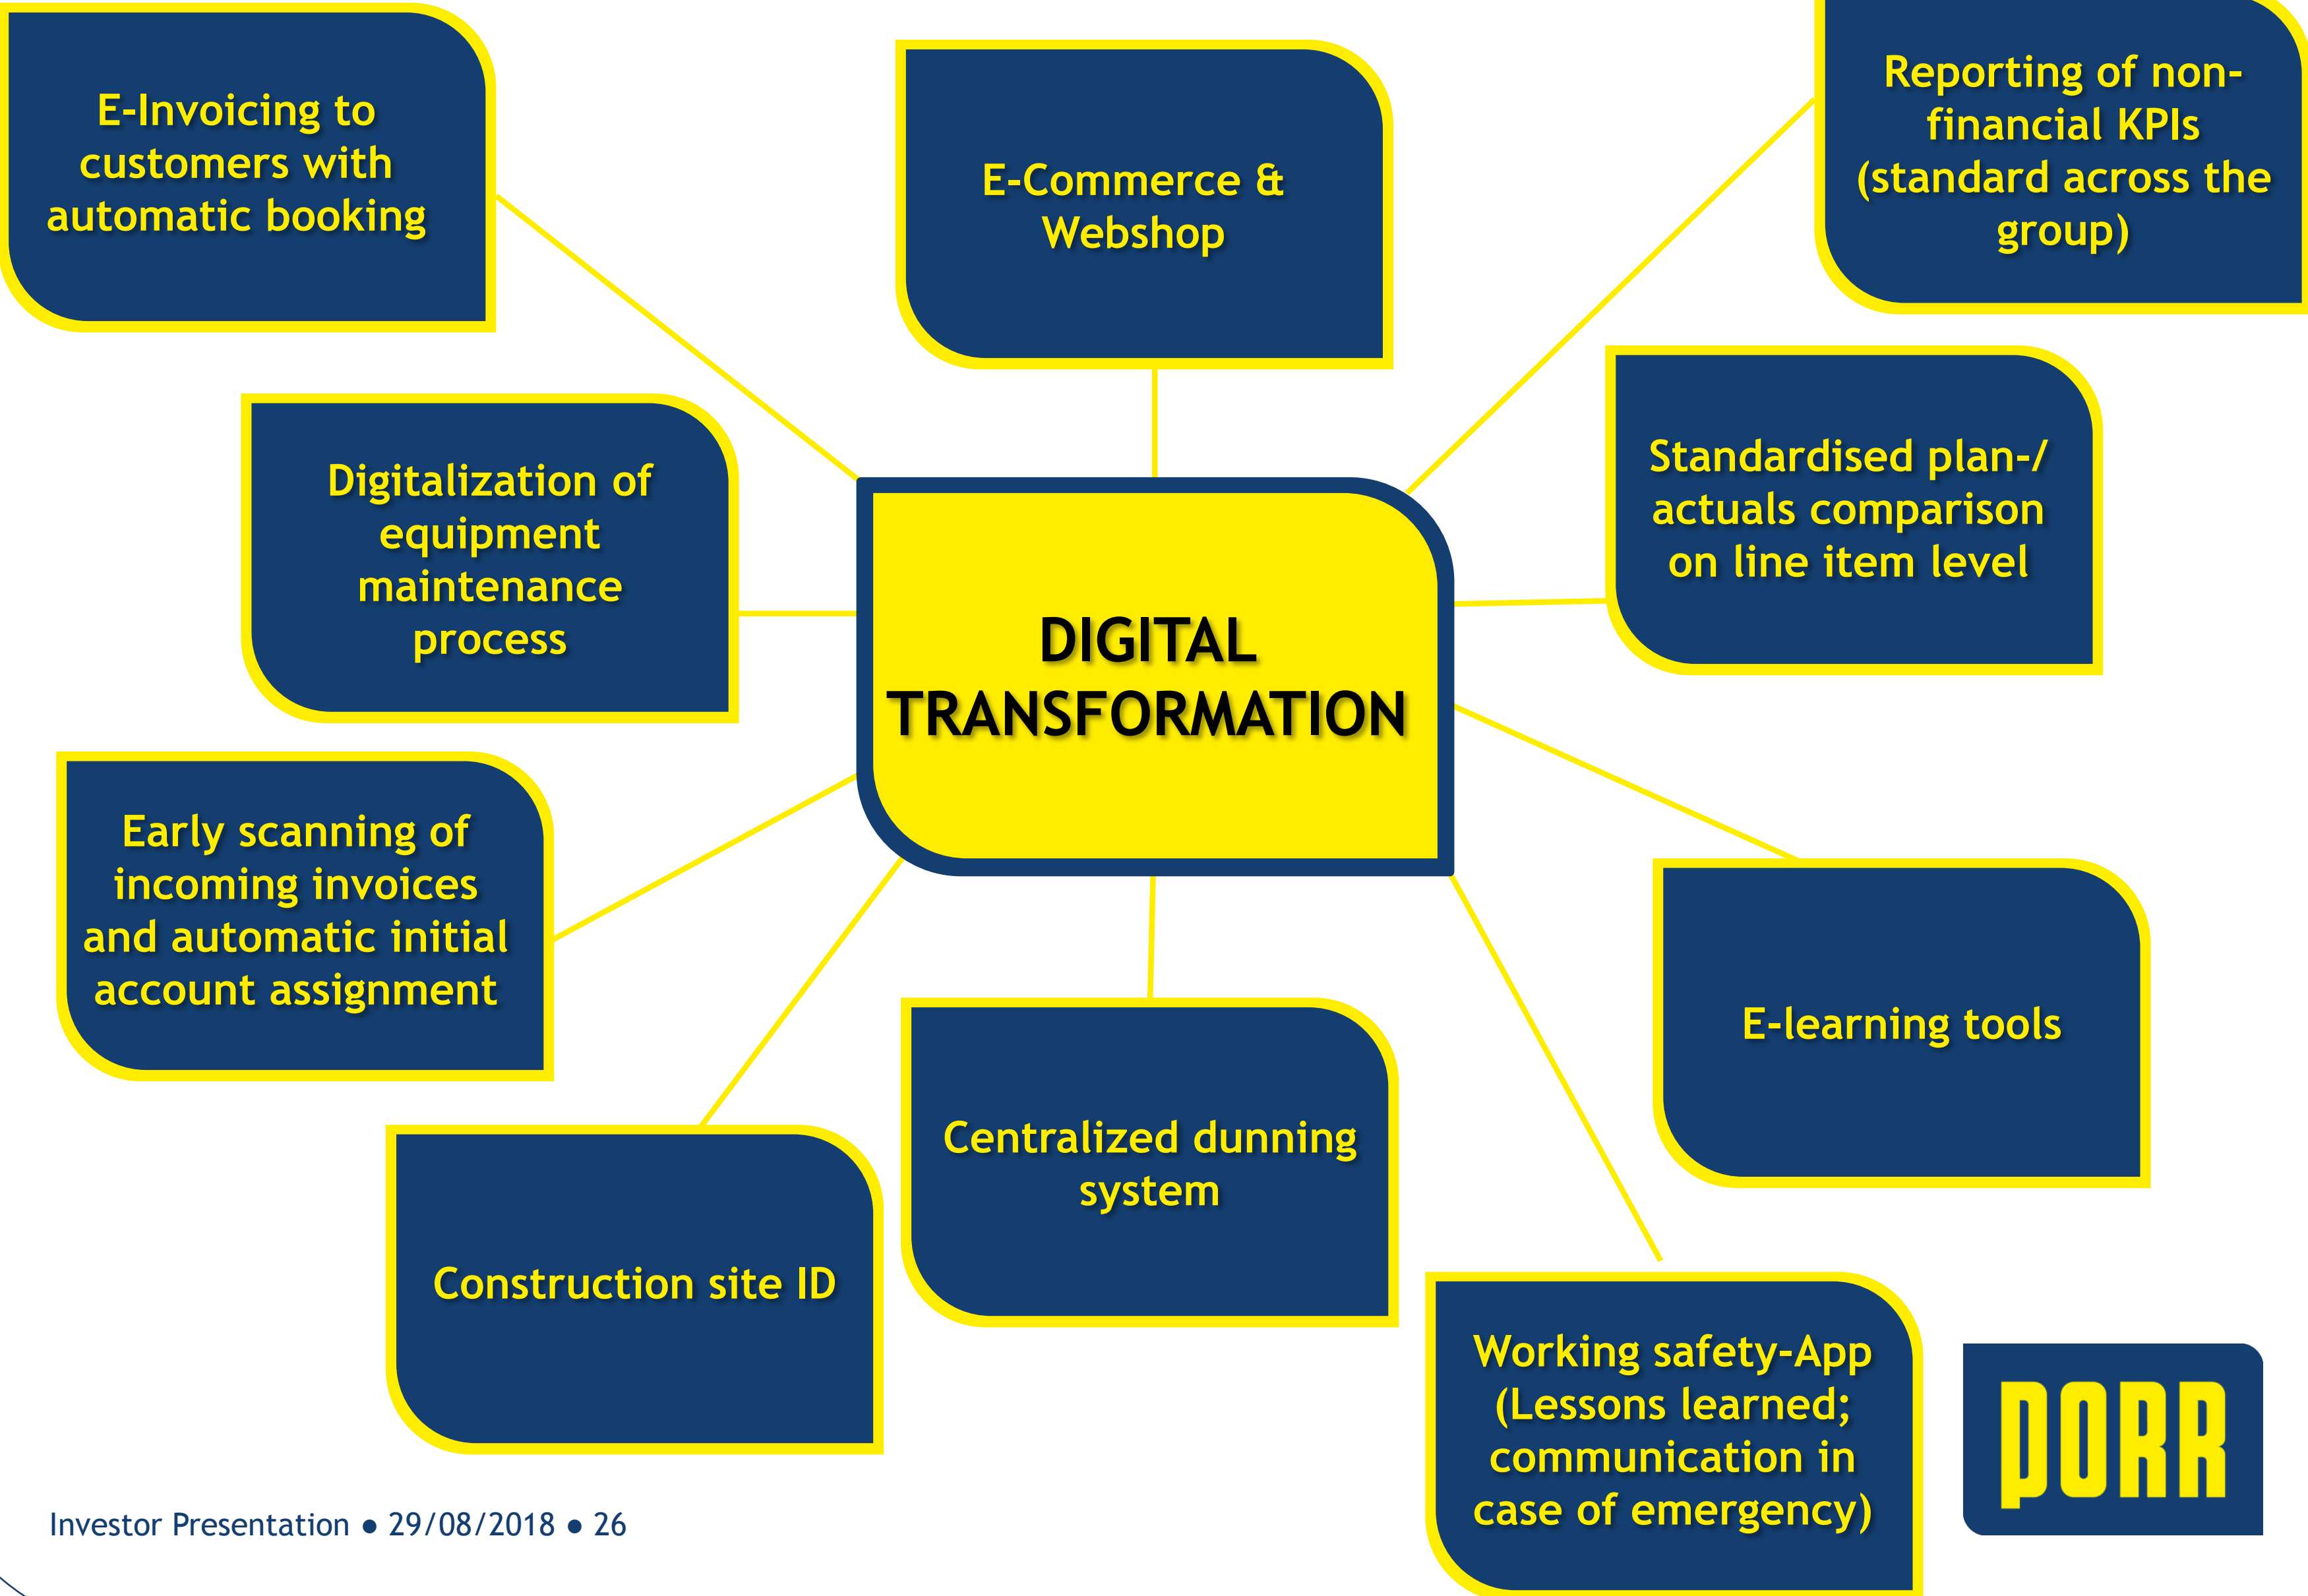 E-Invoicing to
customers with
automatic booking
E-Commerce &
Webshop
Reporting of non-
financial KPIs
(standard across the
group)
Digitalization of
equipment
maintenance
process
Standardised plan-/
actuals comparison
on line item level
DIGITAL
TRANSFORMATION
Early scanning of
incoming invoices
and automatic initial
account assignment
E-learning tools
Centralized dunning
system
Construction site ID
Working safety-App
(Lessons learned;
communication in
case of emergency)
PORR
Investor Presentation ● 29/08/2018 ● 26